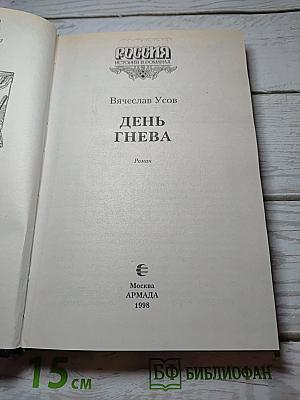 РОССИЯ
ИСТОРИЯ В РОМАНАХ
Вячеслав Усов
ДЕНЬ
ГНЕВА
Роман
Москва
АРМАДА
1998
15 см
БФ БИБЛИОФАН